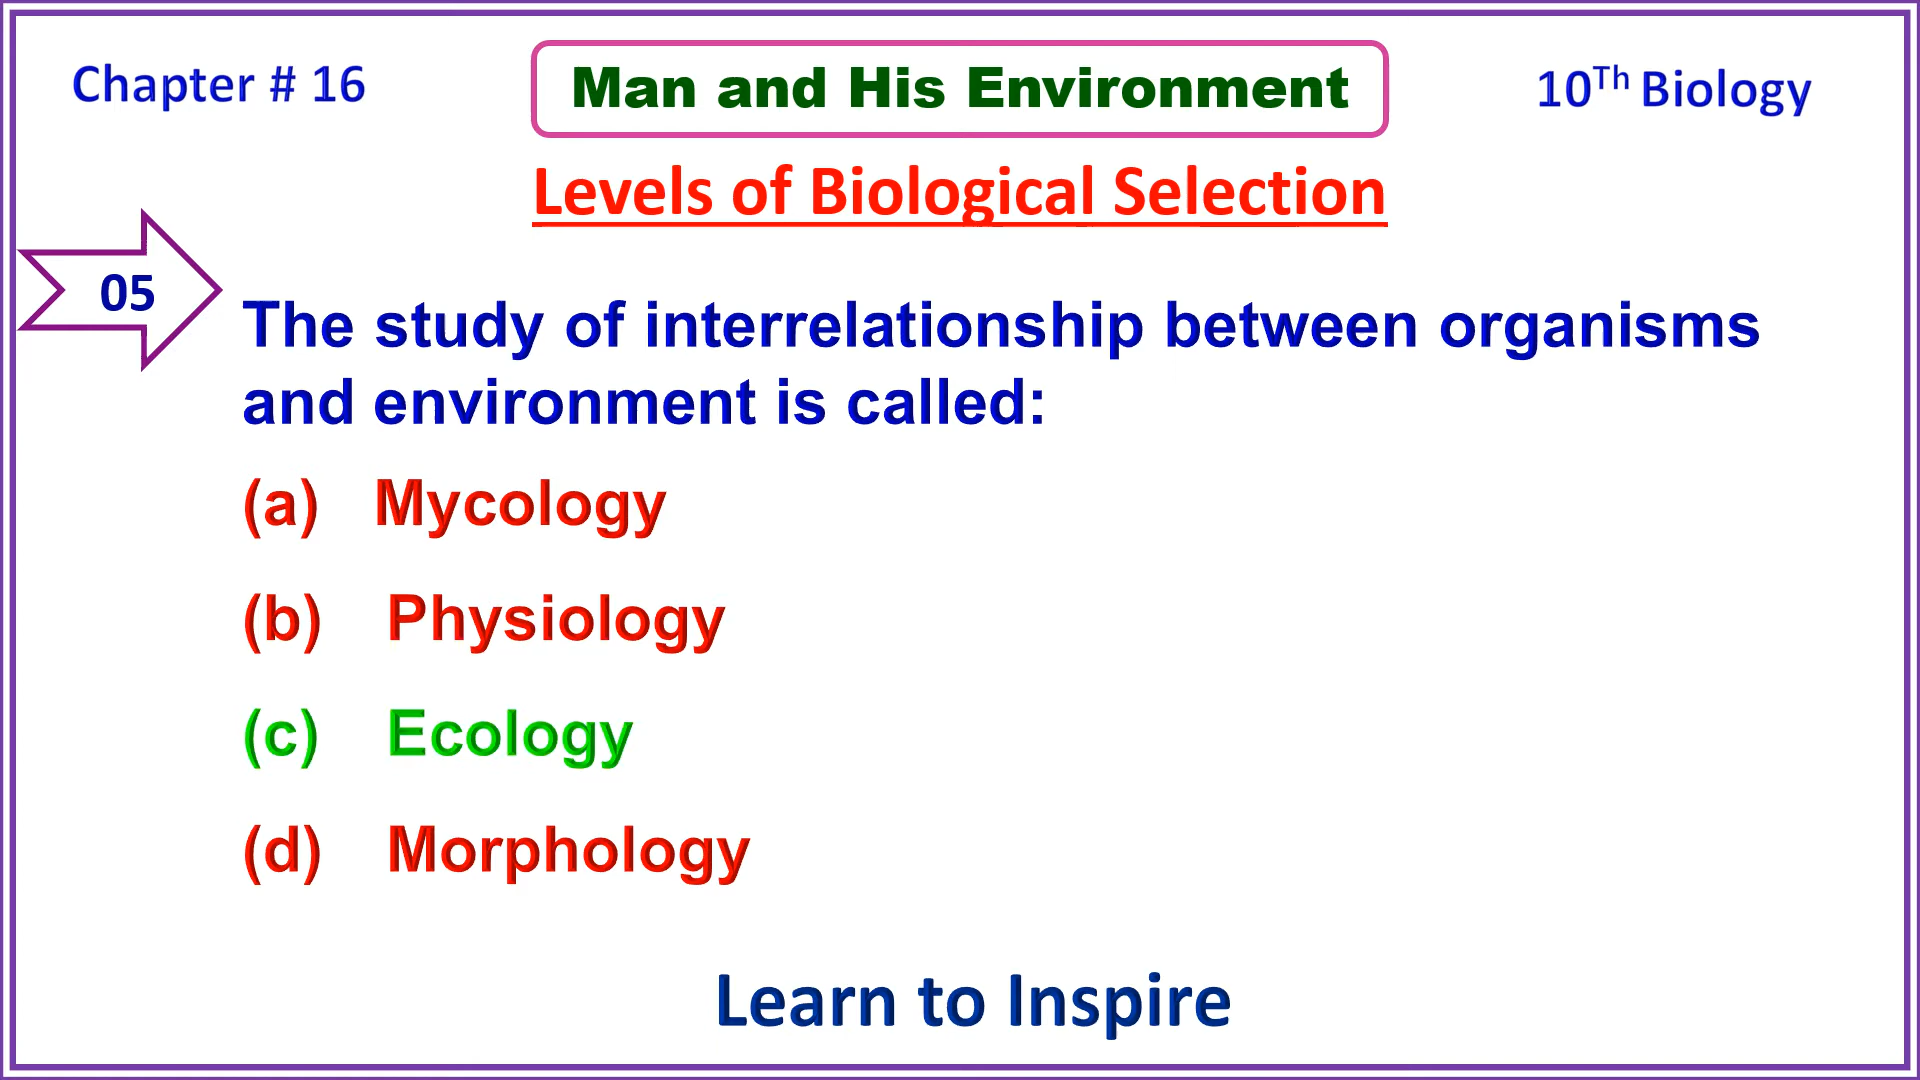 Chapter # 16
Man and His Environment
10Th Biology
Levels of Biological Selection
05
The study of interrelationship between organisms
and environment is called:
(a) Mycology
(b) Physiology
(c) Ecology
(d) Morphology
Learn to Inspire